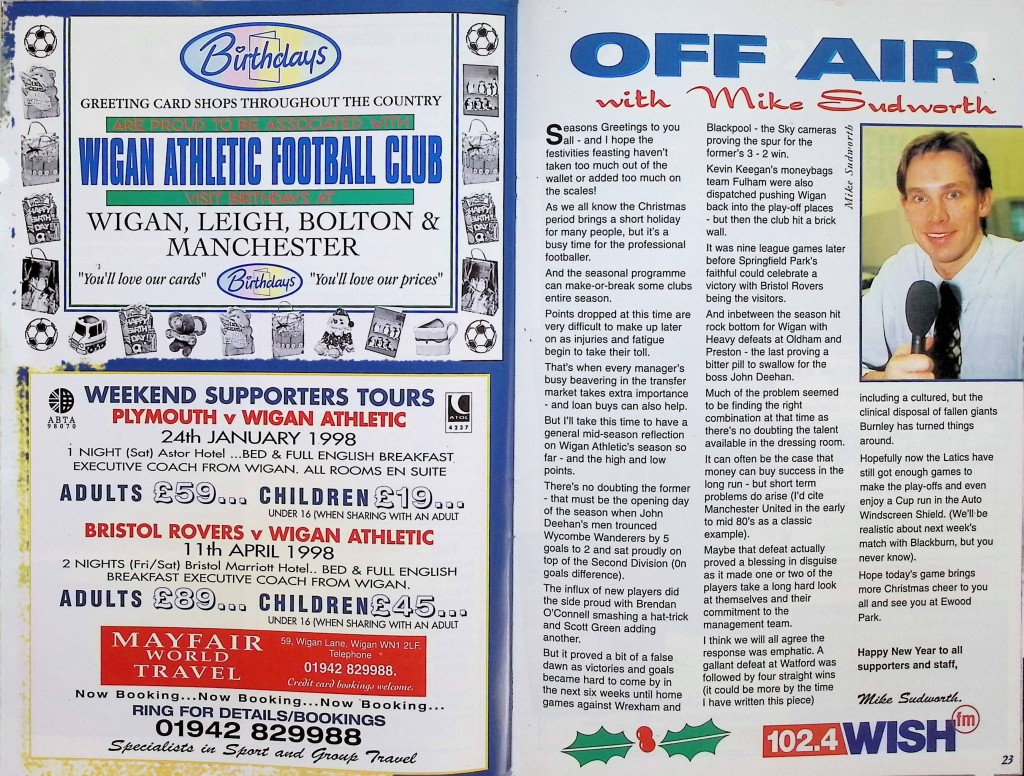 Birthdays
GREETING CARD SHOPS THROUGHOUT THE COUNTRY
ARE PROUD TO BE ASSOCIATED WITH
WIGAN ATHLETIC FOOTBALL CLUB
VISIT BIRTHDAYS AT
WIGAN, LEIGH, BOLTON &
MANCHESTER
"You'll love our cards" Birthdays "You'll love our prices"
ABTA
98070
WEEKEND SUPPORTERS TOURS
ATOL
4237
PLYMOUTH v WIGAN ATHLETIC
24th JANUARY 1998
1 NIGHT (Sat) Astor Hotel ...BED & FULL ENGLISH BREAKFAST
EXECUTIVE COACH FROM WIGAN. ALL ROOMS EN SUITE
ADULTS £59... CHILDREN £19...
UNDER 16 (WHEN SHARING WITH AN ADULT
BRISTOL ROVERS v WIGAN ATHLETIC
11th APRIL 1998
2 NIGHTS (Fri/Sat) Bristol Marriott Hotel.. BED & FULL ENGLISH
BREAKFAST EXECUTIVE COACH FROM WIGAN.
ADULTS £89... CHILDREN £45...
UNDER 16 (WHEN SHARING WITH AN ADULT
MAYFAIR
WORLD
TRAVEL
59, Wigan Lane, Wigan WN1 2LF.
Telephone
01942 829988.
Credit card bookings welcome.
Now Booking...Now Booking...Now Booking...
RING FOR DETAILS/BOOKINGS
01942 829988
Specialists in Sport and Group Travel
OFF AIR
with Mike Sudworth
Seasons Greetings to you
all - and I hope the
festivities feasting haven't
taken too much out of the
wallet or added too much on
the scales!
As we all know the Christmas
period brings a short holiday
for many people, but it's a
busy time for the professional
footballer.
And the seasonal programme
can make-or-break some clubs
entire season.
Points dropped at this time are
very difficult to make up later
on as injuries and fatigue
begin to take their toll.
That's when every manager's
busy beavering in the transfer
market takes extra importance
- and loan buys can also help.
But I'll take this time to have a
general mid-season reflection
on Wigan Athletic's season so
far - and the high and low
points.
There's no doubting the former
- that must be the opening day
of the season when John
Deehan's men trounced
Wycombe Wanderers by 5
goals to 2 and sat proudly on
top of the Second Division (0n
goals difference).
The influx of new players did
the side proud with Brendan
O'Connell smashing a hat-trick
and Scott Green adding
another.
But it proved a bit of a false
dawn as victories and goals
became hard to come by in
the next six weeks until home
games against Wrexham and
Blackpool - the Sky cameras
proving the spur for the
former's 3 - 2 win.
Kevin Keegan's moneybags
team Fulham were also
dispatched pushing Wigan
back into the play-off places
- but then the club hit a brick
wall.
It was nine league games later
before Springfield Park's
faithful could celebrate a
victory with Bristol Rovers
being the visitors.
And inbetween the season hit
rock bottom for Wigan with
Heavy defeats at Oldham and
Preston - the last proving a
bitter pill to swallow for the
boss John Deehan.
Much of the problem seemed
to be finding the right
combination at that time as
there's no doubting the talent
available in the dressing room.
It can often be the case that
money can buy success in the
long run - but short term
problems do arise (I'd cite
Manchester United in the early
to mid 80's as a classic
example).
Maybe that defeat actually
proved a blessing in disguise
as it made one or two of the
players take a long hard look
at themselves and their
commitment to the
management team.
I think we will all agree the
response was emphatic. A
gallant defeat at Watford was
followed by four straight wins
(it could be more by the time
I have written this piece)
Mike Sudworth
including a cultured, but the
clinical disposal of fallen giants
Burnley has turned things
around.
Hopefully now the Latics have
still got enough games to
make the play-offs and even
enjoy a Cup run in the Auto
Windscreen Shield. (We'll be
realistic about next week's
match with Blackburn, but you
never know).
Hope today's game brings
more Christmas cheer to you
all and see you at Ewood
Park.
Happy New Year to all
supporters and staff,
Mike Sudworth.
102.4 WISH fm
23